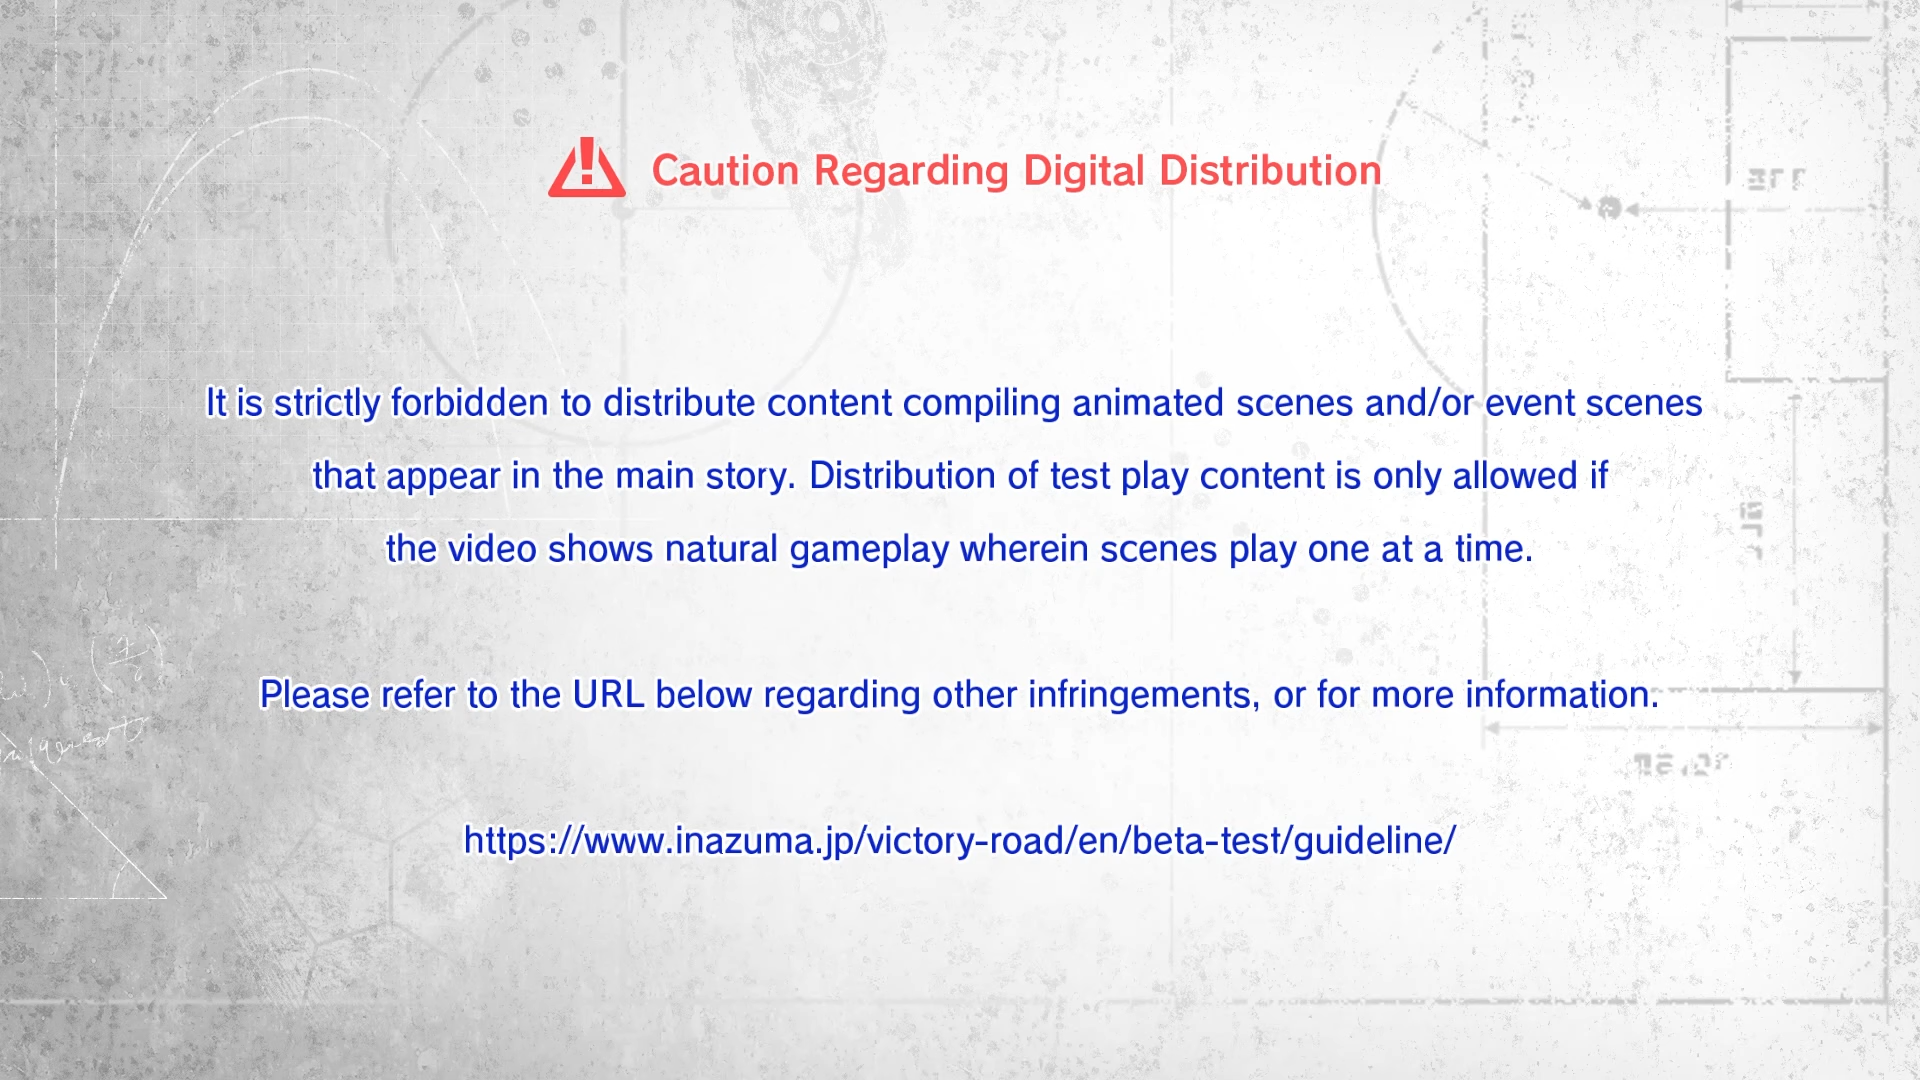 Caution Regarding Digital Distribution
It is strictly forbidden to distribute content compiling animated scenes and/or event scenes
that appear in the main story. Distribution of test play content is only allowed if
the video shows natural gameplay wherein scenes play one at a time.
Please refer to the URL below regarding other infringements, or for more information.
https://www.inazuma.jp/victory-road/en/beta-test/guideline/